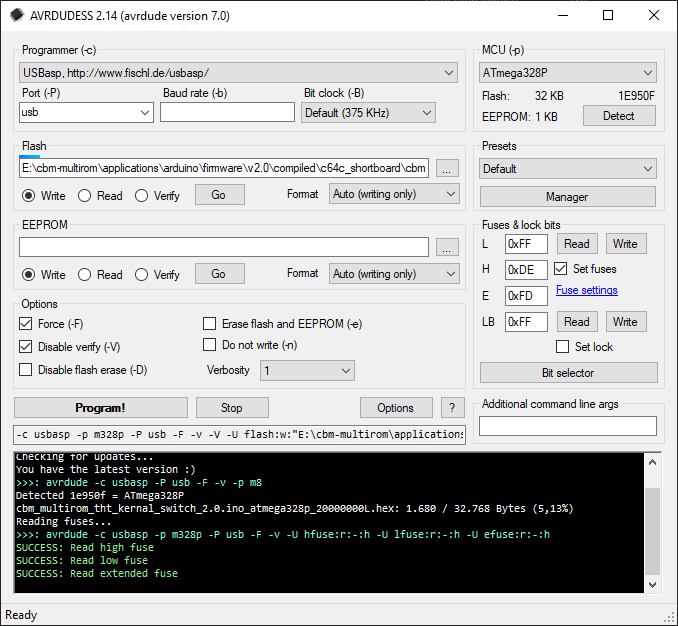 AVRDUDESS 2.14 (avrdude version 7.0)
Programmer (-c)
USBasp, http://www.fischl.de/usbasp/
Port (-P)
Baud rate (-b)
Bit clock (-B)
usb
Default (375 KHz)
MCU (-p)
ATmega328P
Flash:
32 KB
1E950F
EEPROM:
1 KB
Detect
Flash
E:\cbm-multirom\applications\arduino\firmware\v2.0\compiled\c64c_shortboard\cbm
...
Write
Read
Verify
Go
Format
Auto (writing only)
Presets
Default
Manager
EEPROM
...
Write
Read
Verify
Go
Format
Auto (writing only)
Fuses & lock bits
L
0xFF
Read
Write
H
0xDE
Set fuses
E
0xFD
Fuse settings
LB
0xFF
Read
Write
Set lock
Bit selector
Options
Force (-F)
Erase flash and EEPROM (-e)
Disable verify (-V)
Do not write (-n)
Disable flash erase (-D)
Verbosity
1
Program!
Stop
Options
?
Additional command line args
-c usbasp -p m328p -P usb -F -v -V -U flash:w:"E:\cbm-multirom\applications
Checking for updates...
You have the latest version :)
>>>: avrdude -c usbasp -P usb -F -v -p m8
Detected 1e950f = ATmega328P
cbm_multirom_tht_kernal_switch_2.0.ino_atmega328p_20000000L.hex: 1.680 / 32.768 Bytes (5,13%)
Reading fuses...
>>>: avrdude -c usbasp -p m328p -P usb -F -v -U hfuse:r:-:h -U lfuse:r:-:h -U efuse:r:-:h
SUCCESS: Read high fuse
SUCCESS: Read low fuse
SUCCESS: Read extended fuse
Ready